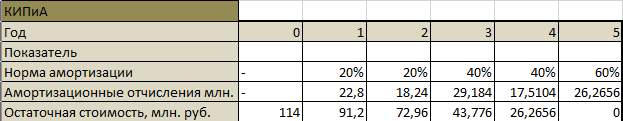 КИПиА
Год 0 1 2 3 4 5
Показатель
Норма амортизации - 20% 20% 40% 40% 60%
Амортизационные отчисления млн. - 22,8 18,24 29,184 17,5104 26,2656
Остаточная стоимость, млн. руб. 114 91,2 72,96 43,776 26,2656 0